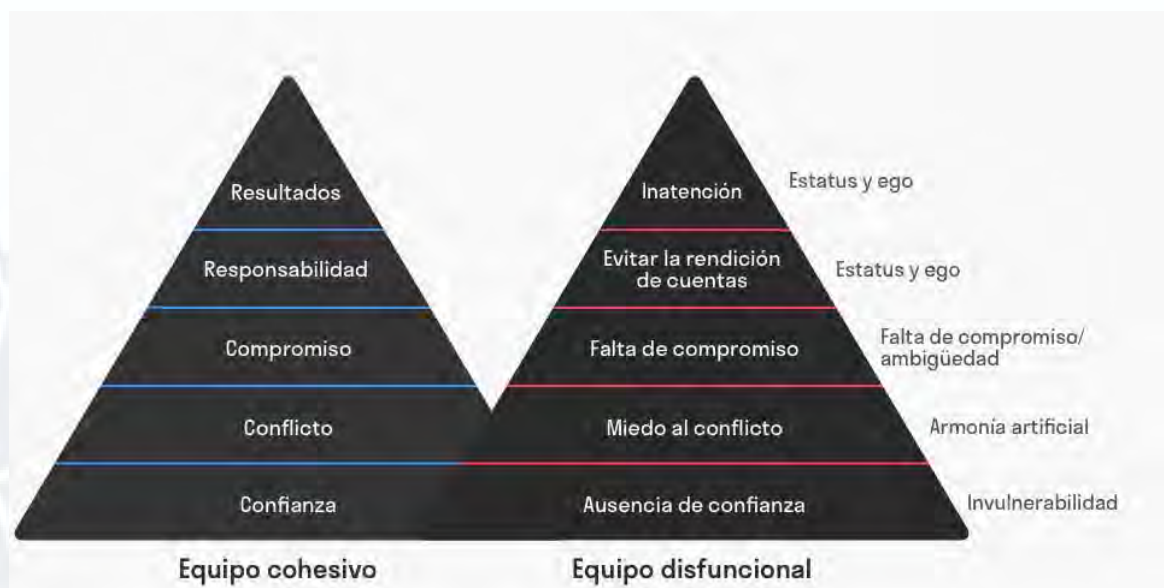 Resultados
Responsabilidad
Compromiso
Conflicto
Confianza
Equipo cohesivo
Inatención
Estatus y ego
Evitar la rendición
de cuentas
Estatus y ego
Falta de compromiso
Falta de compromiso/
ambigüedad
Miedo al conflicto
Armonía artificial
Ausencia de confianza
Invulnerabilidad
Equipo disfuncional